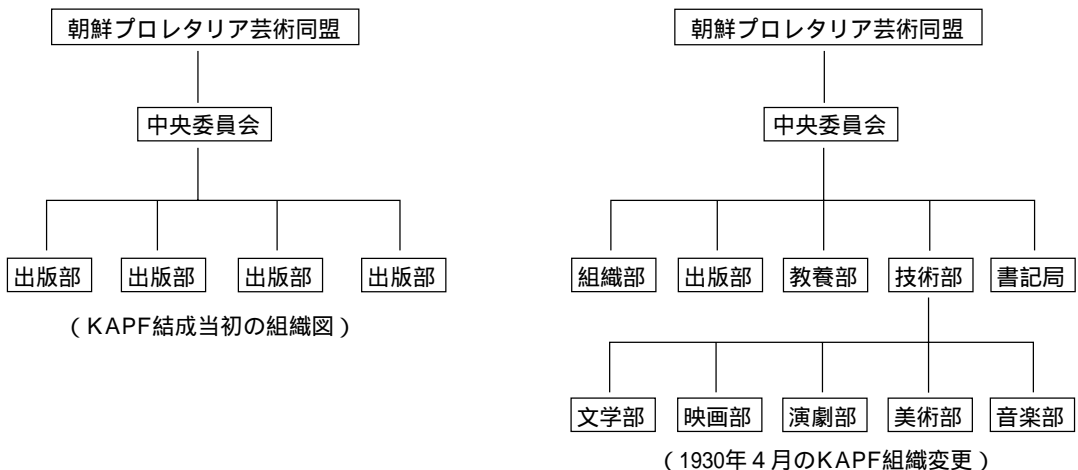 朝鮮プロレタリア芸術同盟
中央委員会
出版部 出版部 出版部 出版部
(KAPF結成当初の組織図)
朝鮮プロレタリア芸術同盟
中央委員会
組織部 出版部 教養部 技術部 書記局
文学部 映画部 演劇部 美術部 音楽部
(1930年4月のKAPF組織変更)